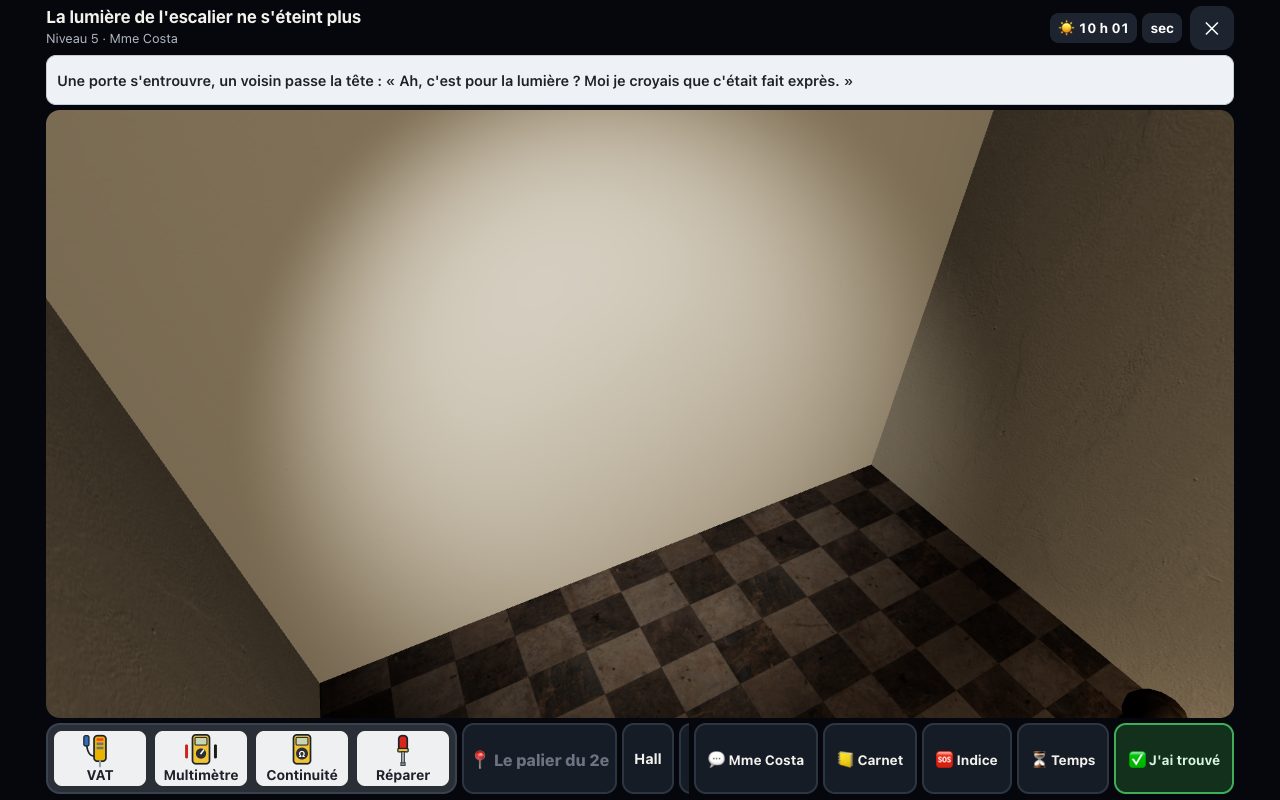 La lumière de l'escalier ne s'éteint plus
Niveau 5 · Mme Costa
10 h 01
sec
Une porte s'entrouvre, un voisin passe la tête : « Ah, c'est pour la lumière ? Moi je croyais que c'était fait exprès. »
VAT
Multimètre
Continuité
Réparer
Le palier du 2e
Hall
Mme Costa
Carnet
SOS Indice
Temps
J'ai trouvé